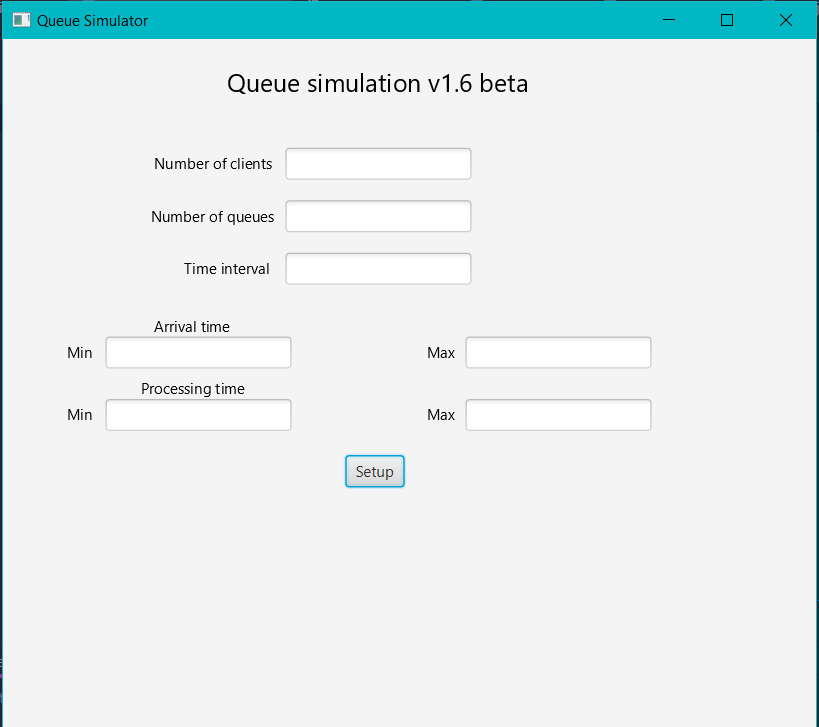 Queue Simulator
Queue simulation v1.6 beta
Number of clients
Number of queues
Time interval
Arrival time
Min
Max
Processing time
Min
Max
Setup